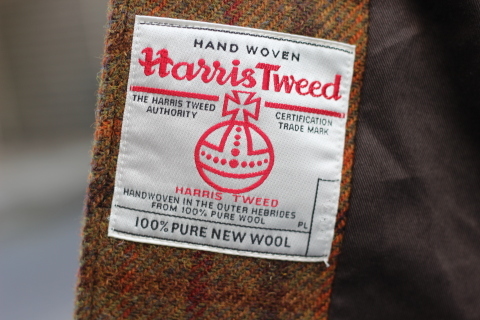 HAND WOVEN
Harris Tweed
THE HARRIS TWEED
AUTHORITY
CERTIFICATION
TRADE MARK
HARRIS TWEED
HANDWOVEN IN THE OUTER HEBRIDES
FROM 100% PURE WOOL
PL
100% PURE NEW WOOL